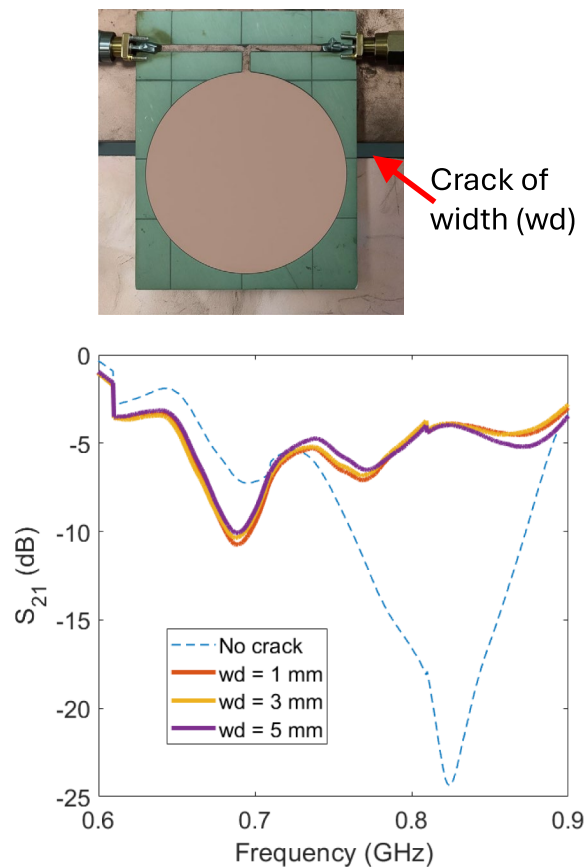 Crack of
width (wd)
0
-5
-10
-15
-20
-25
S21 (dB)
No crack
wd = 1 mm
wd = 3 mm
wd = 5 mm
0.6
0.7
0.8
0.9
Frequency (GHz)